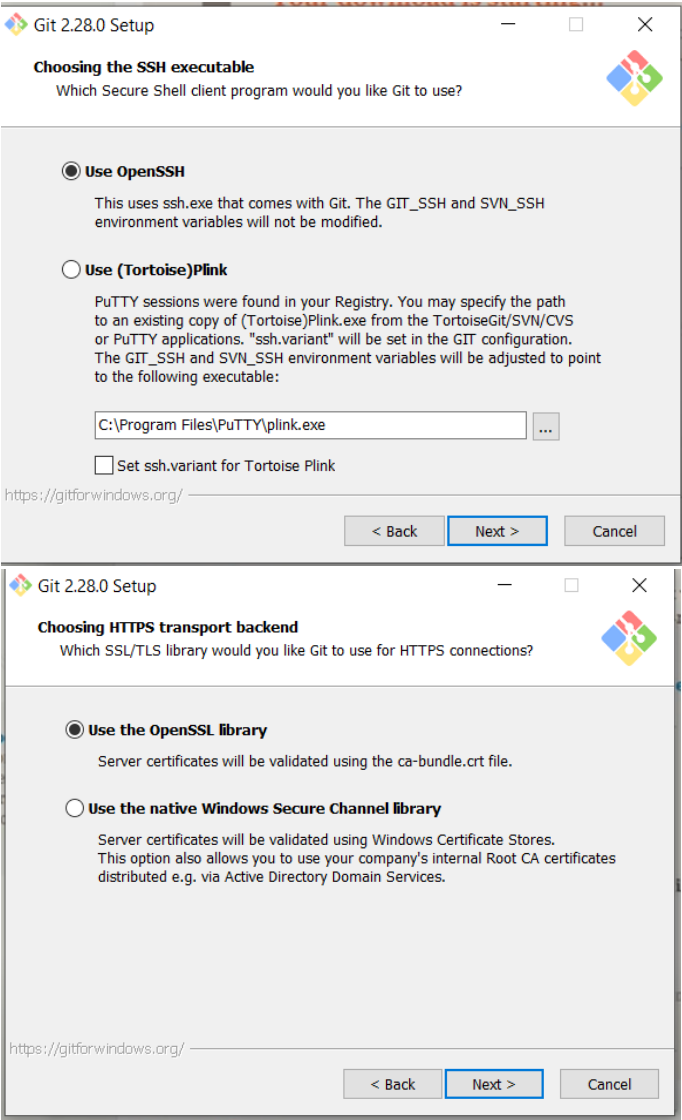 Your download is starting...
Git 2.28.0 Setup
Choosing the SSH executable
Which Secure Shell client program would you like Git to use?
Use OpenSSH
This uses ssh.exe that comes with Git. The GIT_SSH and SVN_SSH
environment variables will not be modified.
Use (Tortoise)Plink
PuTTY sessions were found in your Registry. You may specify the path
to an existing copy of (Tortoise)Plink.exe from the TortoiseGit/SVN/CVS
or PuTTY applications. "ssh.variant" will be set in the GIT configuration.
The GIT_SSH and SVN_SSH environment variables will be adjusted to point
to the following executable:
C:\Program Files\PuTTY\plink.exe
...
Set ssh.variant for Tortoise Plink
https://gitforwindows.org/
< Back Next > Cancel
Git 2.28.0 Setup
Choosing HTTPS transport backend
Which SSL/TLS library would you like Git to use for HTTPS connections?
Use the OpenSSL library
Server certificates will be validated using the ca-bundle.crt file.
Use the native Windows Secure Channel library
Server certificates will be validated using Windows Certificate Stores.
This option also allows you to use your company's internal Root CA certificates
distributed e.g. via Active Directory Domain Services.
https://gitforwindows.org/
< Back Next > Cancel